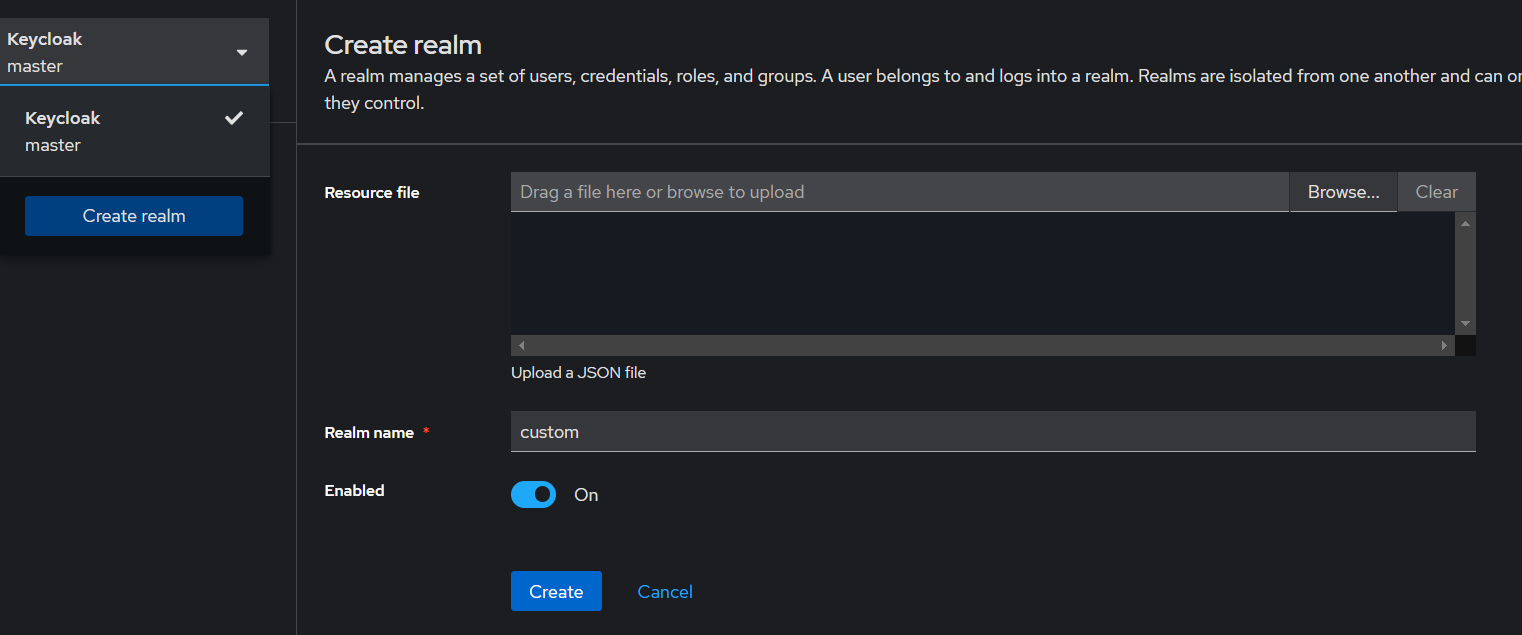 Keycloak
master
Keycloak
master
Create realm
Create realm
A realm manages a set of users, credentials, roles, and groups. A user belongs to and logs into a realm. Realms are isolated from one another and can
they control.
Resource file
Drag a file here or browse to upload
Browse...
Clear
Upload a JSON file
Realm name *
custom
Enabled
On
Create
Cancel